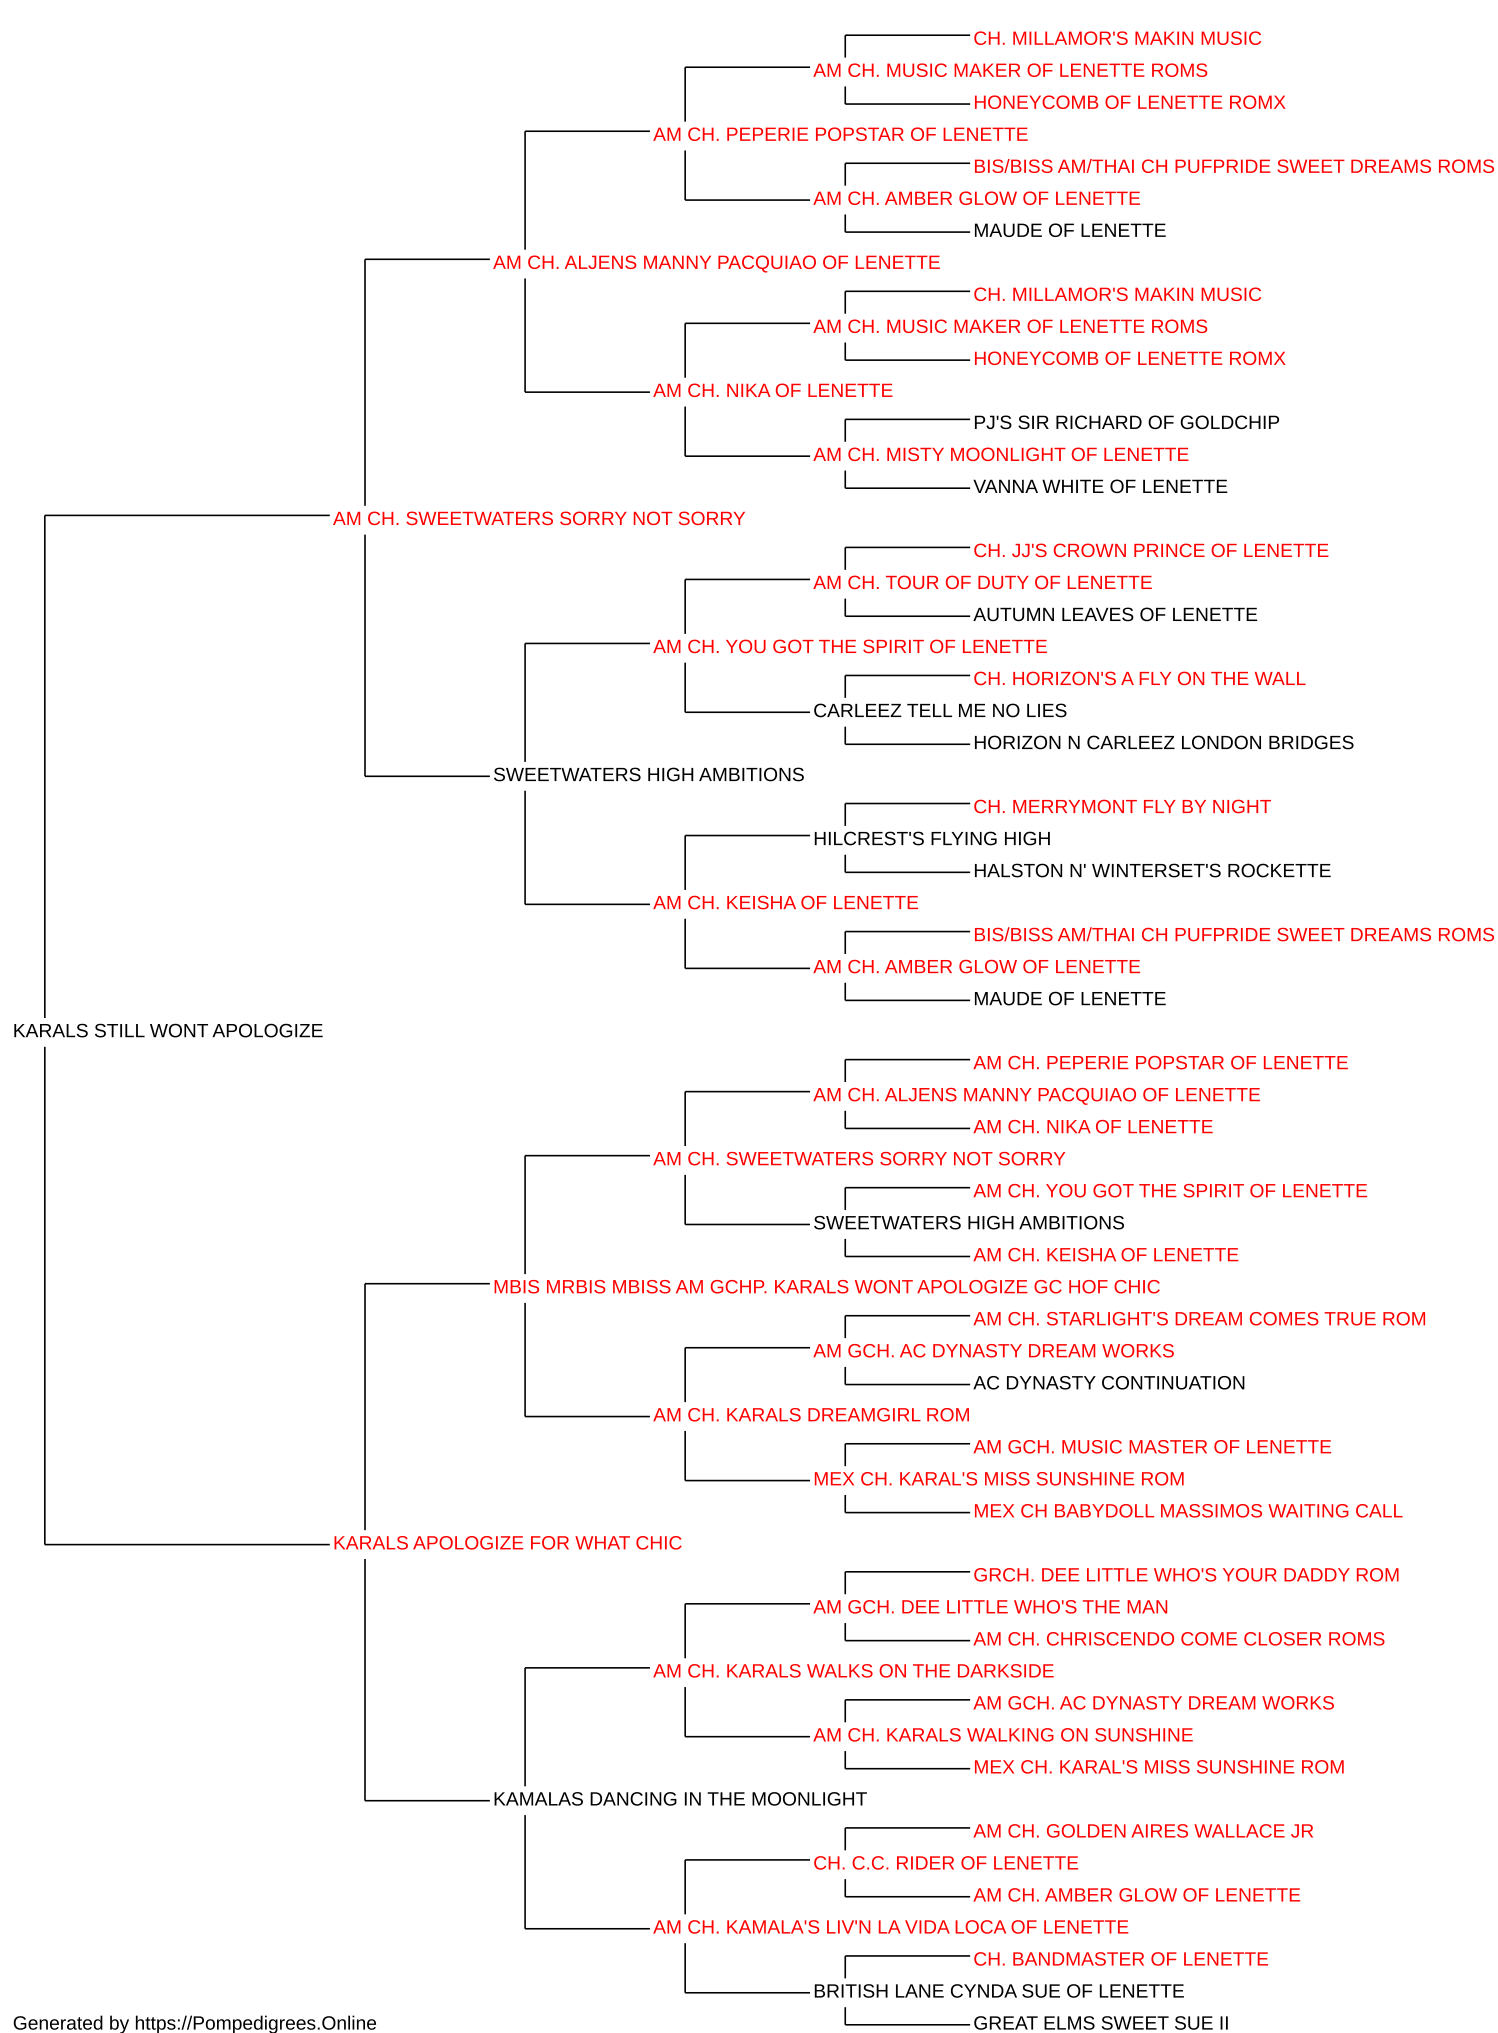 CH. MILLAMOR'S MAKIN MUSIC
AM CH. MUSIC MAKER OF LENETTE ROMS
HONEYCOMB OF LENETTE ROMX
AM CH. PEPERIE POPSTAR OF LENETTE
BIS/BISS AM/THAI CH PUFPRIDE SWEET DREAMS ROMS
AM CH. AMBER GLOW OF LENETTE
MAUDE OF LENETTE
AM CH. ALJENS MANNY PACQUIAO OF LENETTE
CH. MILLAMOR'S MAKIN MUSIC
AM CH. MUSIC MAKER OF LENETTE ROMS
HONEYCOMB OF LENETTE ROMX
AM CH. NIKA OF LENETTE
PJ'S SIR RICHARD OF GOLDCHIP
AM CH. MISTY MOONLIGHT OF LENETTE
VANNA WHITE OF LENETTE
AM CH. SWEETWATERS SORRY NOT SORRY
CH. JJ'S CROWN PRINCE OF LENETTE
AM CH. TOUR OF DUTY OF LENETTE
AUTUMN LEAVES OF LENETTE
AM CH. YOU GOT THE SPIRIT OF LENETTE
CH. HORIZON'S A FLY ON THE WALL
CARLEEZ TELL ME NO LIES
HORIZON N CARLEEZ LONDON BRIDGES
SWEETWATERS HIGH AMBITIONS
CH. MERRYMONT FLY BY NIGHT
HILCREST'S FLYING HIGH
HALSTON N' WINTERSET'S ROCKETTE
AM CH. KEISHA OF LENETTE
BIS/BISS AM/THAI CH PUFPRIDE SWEET DREAMS ROMS
AM CH. AMBER GLOW OF LENETTE
MAUDE OF LENETTE
KARALS STILL WONT APOLOGIZE
AM CH. PEPERIE POPSTAR OF LENETTE
AM CH. ALJENS MANNY PACQUIAO OF LENETTE
AM CH. NIKA OF LENETTE
AM CH. SWEETWATERS SORRY NOT SORRY
AM CH. YOU GOT THE SPIRIT OF LENETTE
SWEETWATERS HIGH AMBITIONS
AM CH. KEISHA OF LENETTE
MBIS MRBIS MBISS AM GCHP. KARALS WONT APOLOGIZE GC HOF CHIC
AM CH. STARLIGHT'S DREAM COMES TRUE ROM
AM GCH. AC DYNASTY DREAM WORKS
AC DYNASTY CONTINUATION
AM CH. KARALS DREAMGIRL ROM
AM GCH. MUSIC MASTER OF LENETTE
MEX CH. KARAL'S MISS SUNSHINE ROM
MEX CH BABYDOLL MASSIMOS WAITING CALL
KARALS APOLOGIZE FOR WHAT CHIC
GRCH. DEE LITTLE WHO'S YOUR DADDY ROM
AM GCH. DEE LITTLE WHO'S THE MAN
AM CH. CHRISCENDO COME CLOSER ROMS
AM CH. KARALS WALKS ON THE DARKSIDE
AM GCH. AC DYNASTY DREAM WORKS
AM CH. KARALS WALKING ON SUNSHINE
MEX CH. KARAL'S MISS SUNSHINE ROM
KAMALAS DANCING IN THE MOONLIGHT
AM CH. GOLDEN AIRES WALLACE JR
CH. C.C. RIDER OF LENETTE
AM CH. AMBER GLOW OF LENETTE
AM CH. KAMALA'S LIV'N LA VIDA LOCA OF LENETTE
CH. BANDMASTER OF LENETTE
BRITISH LANE CYNDA SUE OF LENETTE
GREAT ELMS SWEET SUE II
Generated by https://Pompedigrees.Online